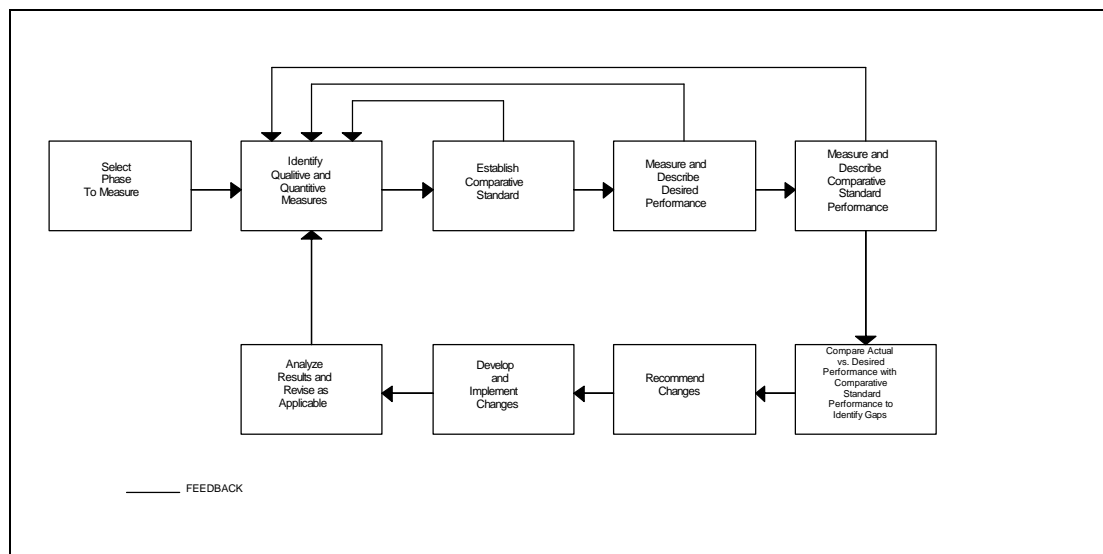 Select
Phase
To Measure
Identify
Qualitive and
Quantitive
Measures
Establish
Comparative
Standard
Measure and
Describe
Desired
Performance
Measure and
Describe
Comparative
Standard
Performance
Analyze
Results and
Revise as
Applicable
Develop
and
Implement
Changes
Recommend
Changes
Compare Actual
vs. Desired
Performance with
Comparative
Standard
Performance to
Identify Gaps
FEEDBACK